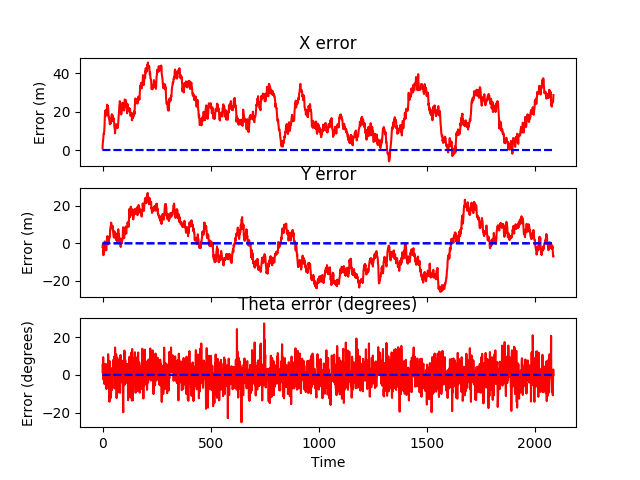 X error
Error (m)
40
20
0
Y error
Error (m)
20
0
−20
Theta error (degrees)
Error (degrees)
20
0
−20
0 500 1000 1500 2000
Time